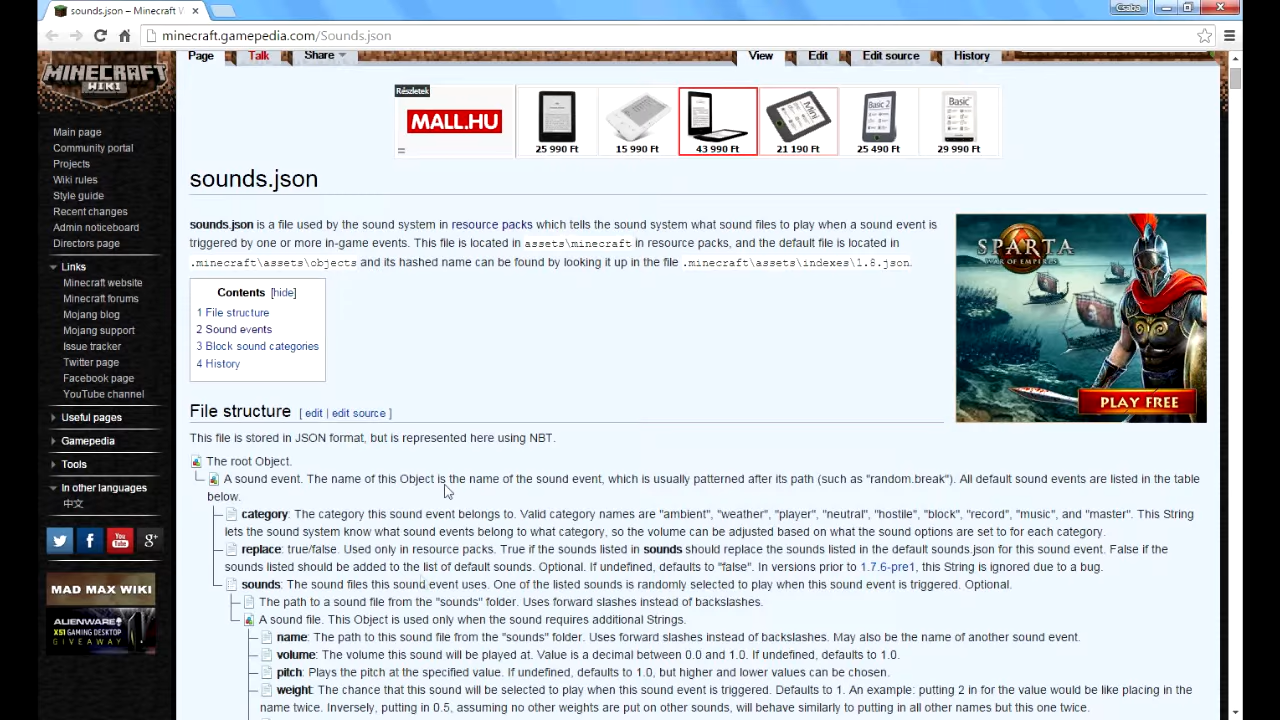 sounds.json – Minecraft W
Csaba
minecraft.gamepedia.com/Sounds.json
MINECRAFT
WIKI
Page
Talk
Share
View
Edit
Edit source
History
Részletek
MALL.HU
25 990 Ft
15 990 Ft
43 990 Ft
Mini
21 190 Ft
Basic 2
25 490 Ft
Basic
29 990 Ft
Main page
Community portal
Projects
Wiki rules
Style guide
Recent changes
Admin noticeboard
Directors page
Links
Minecraft website
Minecraft forums
Mojang blog
Mojang support
Issue tracker
Twitter page
Facebook page
YouTube channel
Useful pages
Gamepedia
Tools
In other languages
中文
You
Tube
g+
MAD MAX WIKI
ALIENWARE
X51 GAMING DESKTOP
GIVEAWAY
sounds.json
sounds.json is a file used by the sound system in resource packs which tells the sound system what sound files to play when a sound event is
triggered by one or more in-game events. This file is located in assets\minecraft in resource packs, and the default file is located in
.minecraft\assets\objects and its hashed name can be found by looking it up in the file .minecraft\assets\indexes\1.8.json.
SPARTA
WAR OF EMPIRES
PLAY FREE
Contents [hide]
1 File structure
2 Sound events
3 Block sound categories
4 History
File structure [ edit | edit source ]
This file is stored in JSON format, but is represented here using NBT.
The root Object.
A sound event. The name of this Object is the name of the sound event, which is usually patterned after its path (such as "random.break"). All default sound events are listed in the table
below.
category: The category this sound event belongs to. Valid category names are "ambient", "weather", "player", "neutral", "hostile", "block", "record", "music", and "master". This String
lets the sound system know what sound events belong to what category, so the volume can be adjusted based on what the sound options are set to for each category.
replace: true/false. Used only in resource packs. True if the sounds listed in sounds should replace the sounds listed in the default sounds.json for this sound event. False if the
sounds listed should be added to the list of default sounds. Optional. If undefined, defaults to "false". In versions prior to 1.7.6-pre1, this String is ignored due to a bug.
sounds: The sound files this sound event uses. One of the listed sounds is randomly selected to play when this sound event is triggered. Optional.
The path to a sound file from the "sounds" folder. Uses forward slashes instead of backslashes.
A sound file. This Object is used only when the sound requires additional Strings.
name: The path to this sound file from the "sounds" folder. Uses forward slashes instead of backslashes. May also be the name of another sound event.
volume: The volume this sound will be played at. Value is a decimal between 0.0 and 1.0. If undefined, defaults to 1.0.
pitch: Plays the pitch at the specified value. If undefined, defaults to 1.0, but higher and lower values can be chosen.
weight: The chance that this sound will be selected to play when this sound event is triggered. Defaults to 1. An example: putting 2 in for the value would be like placing in the
name twice. Inversely, putting in 0.5, assuming no other weights are put on other sounds, will behave similarly to putting in all other names but this one twice.